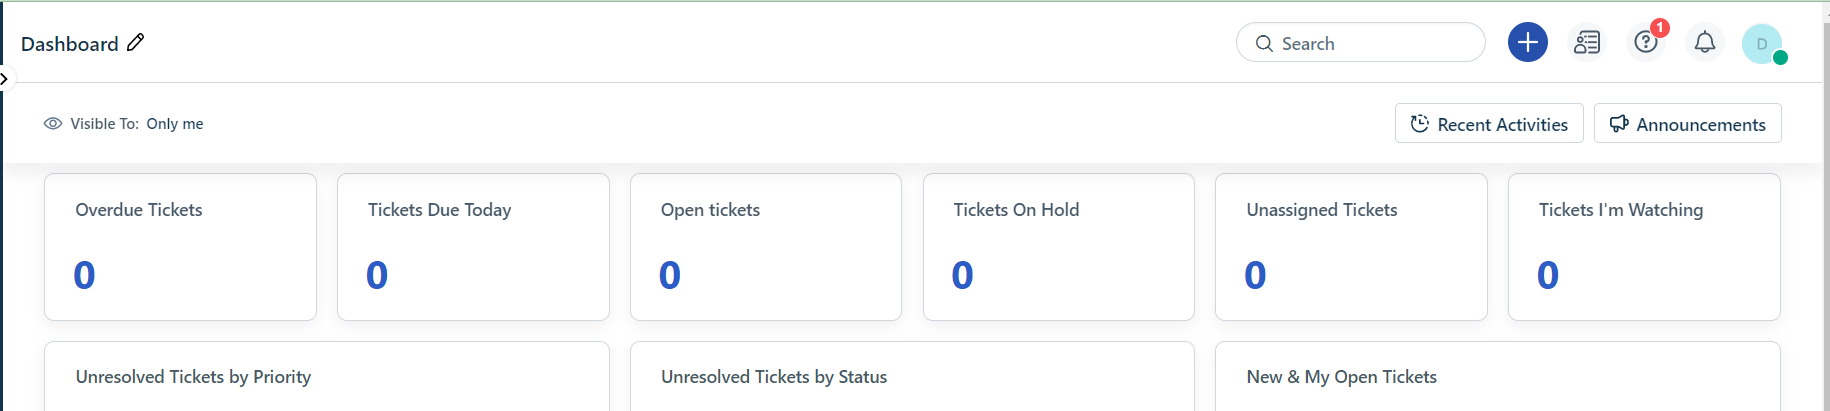 Dashboard
Search
1
D
Visible To: Only me
Recent Activities
Announcements
Overdue Tickets
0
Tickets Due Today
0
Open tickets
0
Tickets On Hold
0
Unassigned Tickets
0
Tickets I'm Watching
0
Unresolved Tickets by Priority
Unresolved Tickets by Status
New & My Open Tickets